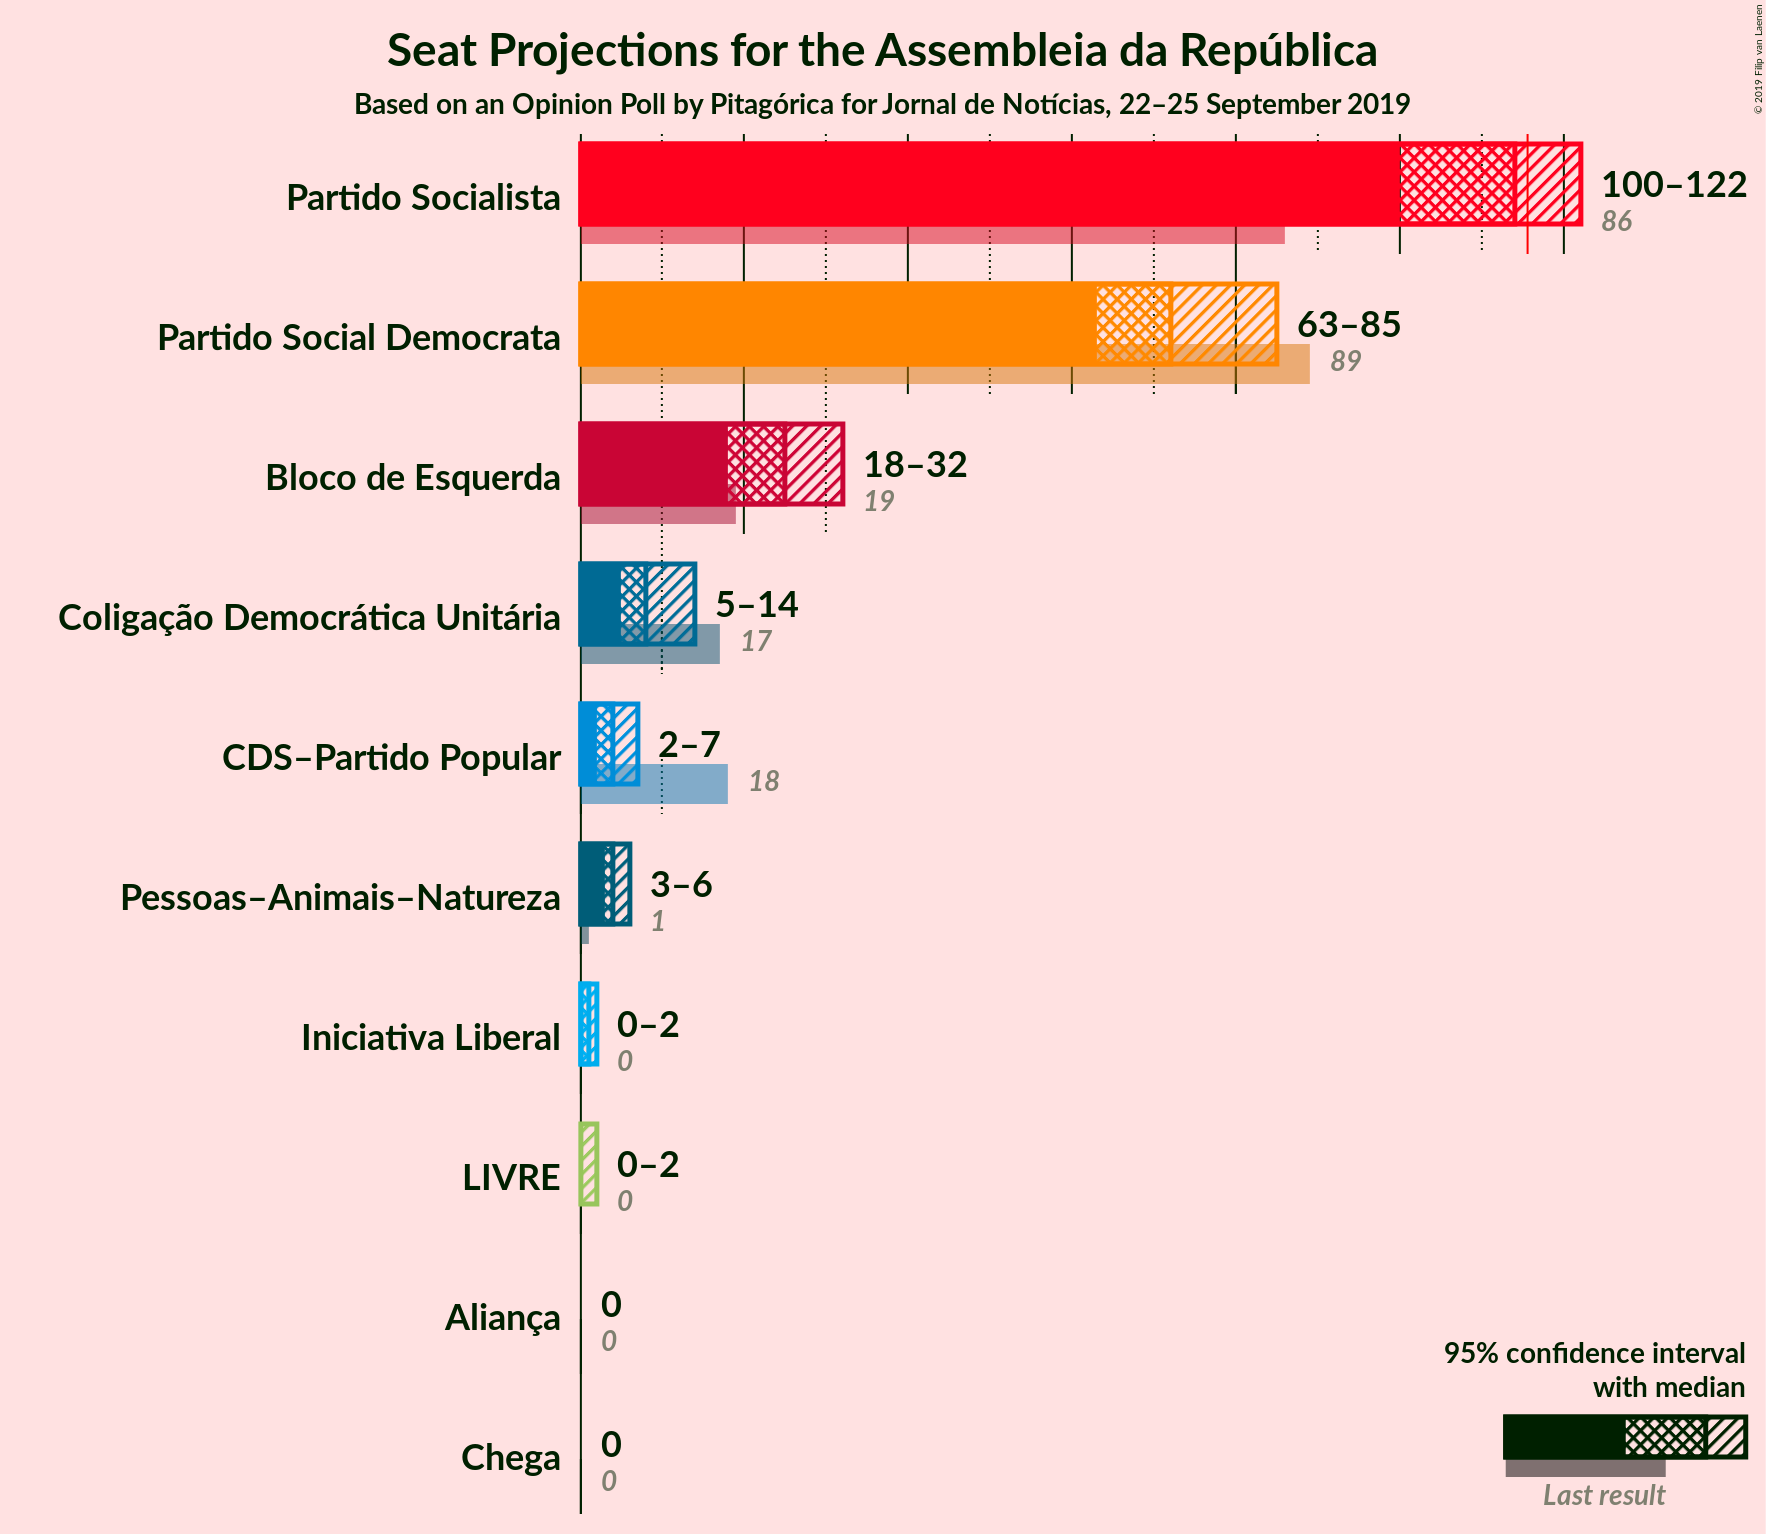 Seat Projections for the Assembleia da República
Based on an Opinion Poll by Pitagórica for Jornal de Notícias, 22–25 September 2019
© 2019 Filip van Laenen
Partido Socialista
100–122
86
Partido Social Democrata
63–85
89
Bloco de Esquerda
18–32
19
Coligação Democrática Unitária
5–14
17
CDS–Partido Popular
2–7
18
Pessoas–Animais–Natureza
3–6
1
Iniciativa Liberal
0–2
0
LIVRE
0–2
0
Aliança
0
0
Chega
0
0
95% confidence interval
with median
Last result